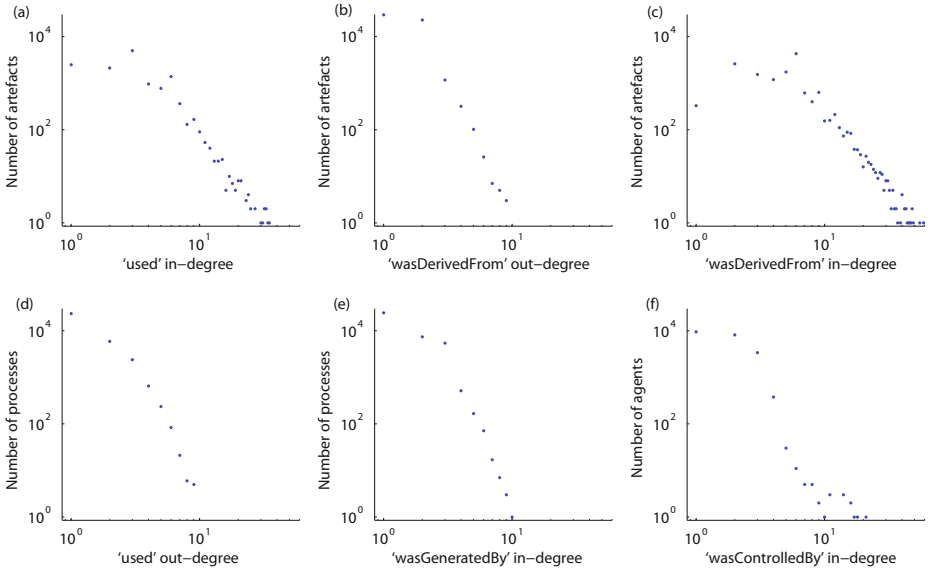 (a)
Number of artefacts
10^4
10^2
10^0
10^0
10^1
‘used’ in−degree
(b)
Number of artefacts
10^4
10^2
10^0
10^0
10^1
‘wasDerivedFrom’ out−degree
(c)
Number of artefacts
10^4
10^2
10^0
10^0
10^1
‘wasDerivedFrom’ in−degree
(d)
Number of processes
10^4
10^2
10^0
10^0
10^1
‘used’ out−degree
(e)
Number of processes
10^4
10^2
10^0
10^0
10^1
‘wasGeneratedBy’ in−degree
(f)
Number of agents
10^4
10^2
10^0
10^0
10^1
‘wasControlledBy’ in−degree